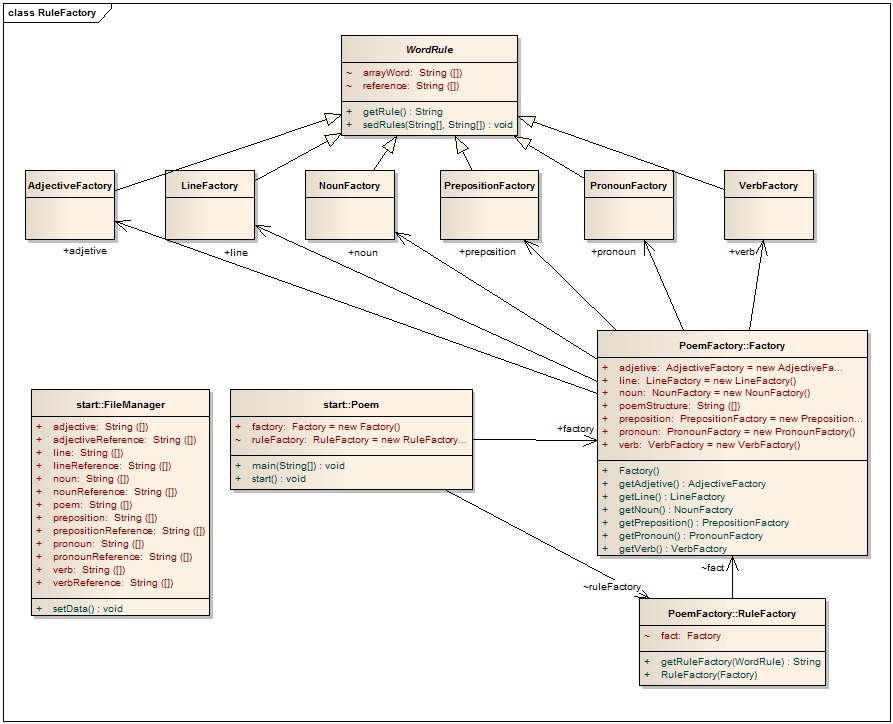 class RuleFactory
WordRule
~ arrayWord: String ([])
~ reference: String ([])
+ getRule() : String
+ sedRules(String[], String[]) : void
AdjectiveFactory
LineFactory
NounFactory
PrepositionFactory
PronounFactory
VerbFactory
+adjetive
+line
+noun
+preposition
+pronoun
+verb
PoemFactory::Factory
+ adjetive: AdjectiveFactory = new AdjectiveFa...
+ line: LineFactory = new LineFactory()
+ noun: NounFactory = new NounFactory()
+ poemStructure: String ([])
+ preposition: PrepositionFactory = new Preposition...
+ pronoun: PronounFactory = new PronounFactory()
+ verb: VerbFactory = new VerbFactory()
+ Factory()
+ getAdjetive() : AdjectiveFactory
+ getLine() : LineFactory
+ getNoun() : NounFactory
+ getPreposition() : PrepositionFactory
+ getPronoun() : PronounFactory
+ getVerb() : VerbFactory
start::FileManager
+ adjective: String ([])
+ adjectiveReference: String ([])
+ line: String ([])
+ lineReference: String ([])
+ noun: String ([])
+ nounReference: String ([])
+ poem: String ([])
+ preposition: String ([])
+ prepositionReference: String ([])
+ pronoun: String ([])
+ pronounReference: String ([])
+ verb: String ([])
+ verbReference: String ([])
+ setData() : void
start::Poem
+ factory: Factory = new Factory()
~ ruleFactory: RuleFactory = new RuleFactory...
+ main(String[]) : void
+ start() : void
+factory
~fact
~ruleFactory
PoemFactory::RuleFactory
~ fact: Factory
+ getRuleFactory(WordRule) : String
+ RuleFactory(Factory)